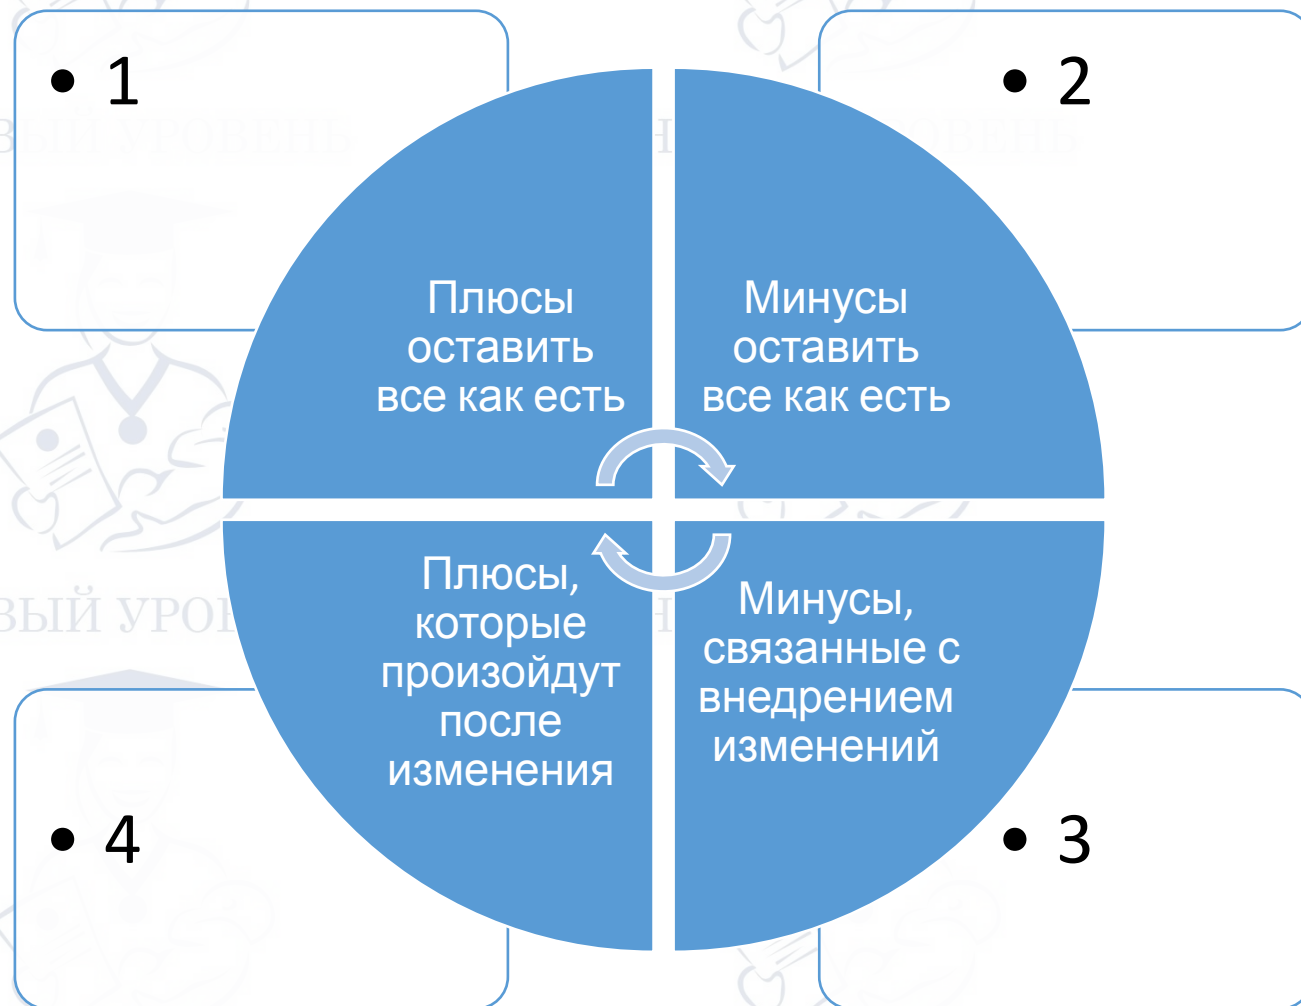 • 1
• 2
Плюсы
оставить
все как есть
Минусы
оставить
все как есть
Плюсы,
которые
произойдут
после
изменения
Минусы,
связанные с
внедрением
изменений
• 4
• 3